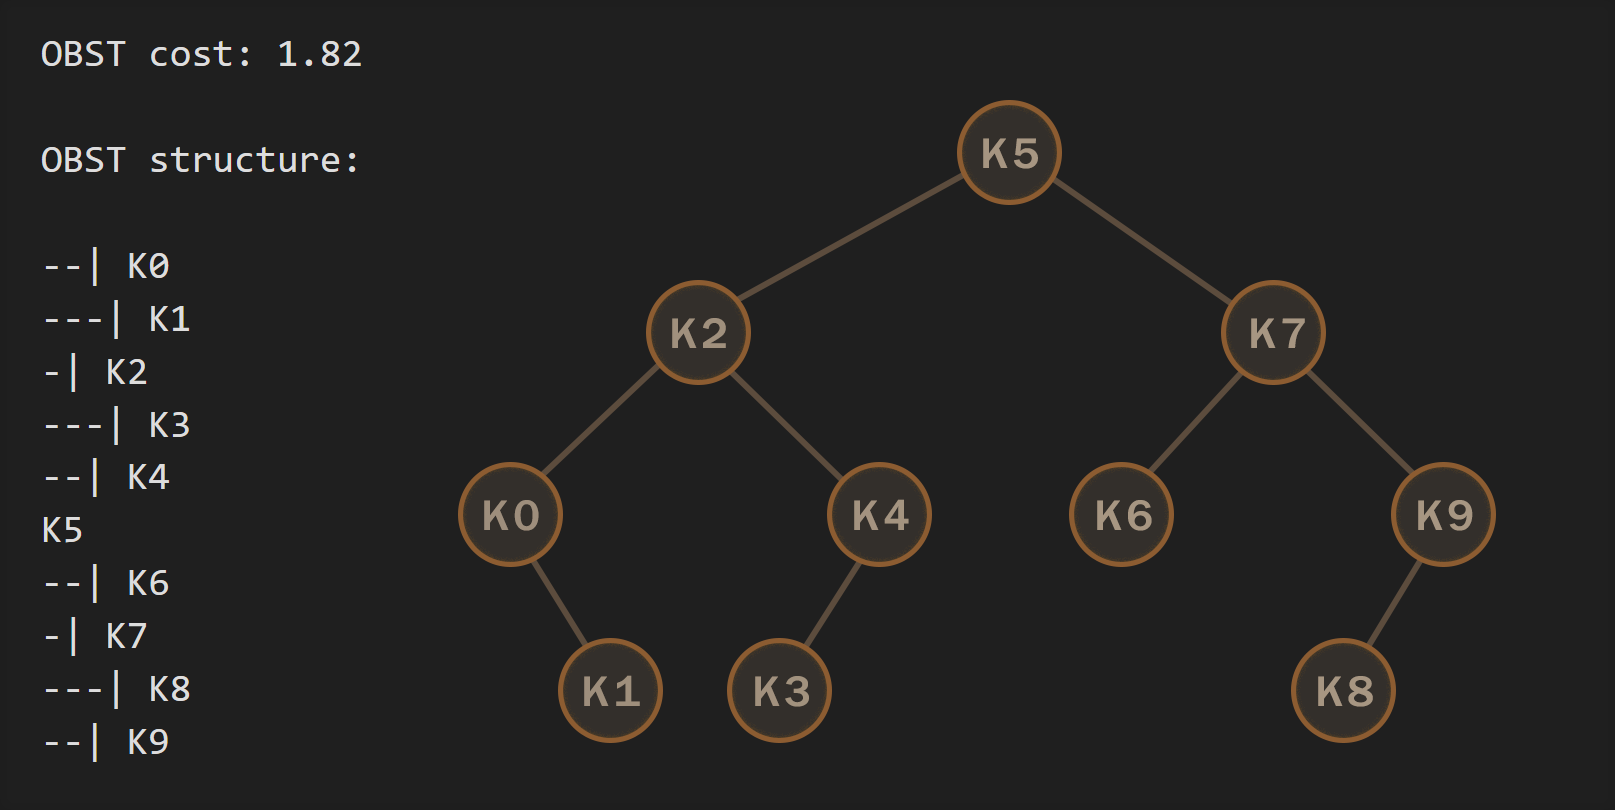 OBST cost: 1.82
OBST structure:
--| K0
---| K1
-| K2
---| K3
--| K4
K5
--| K6
-| K7
---| K8
--| K9
K5
K2
K7
K0
K4
K6
K9
K1
K3
K8